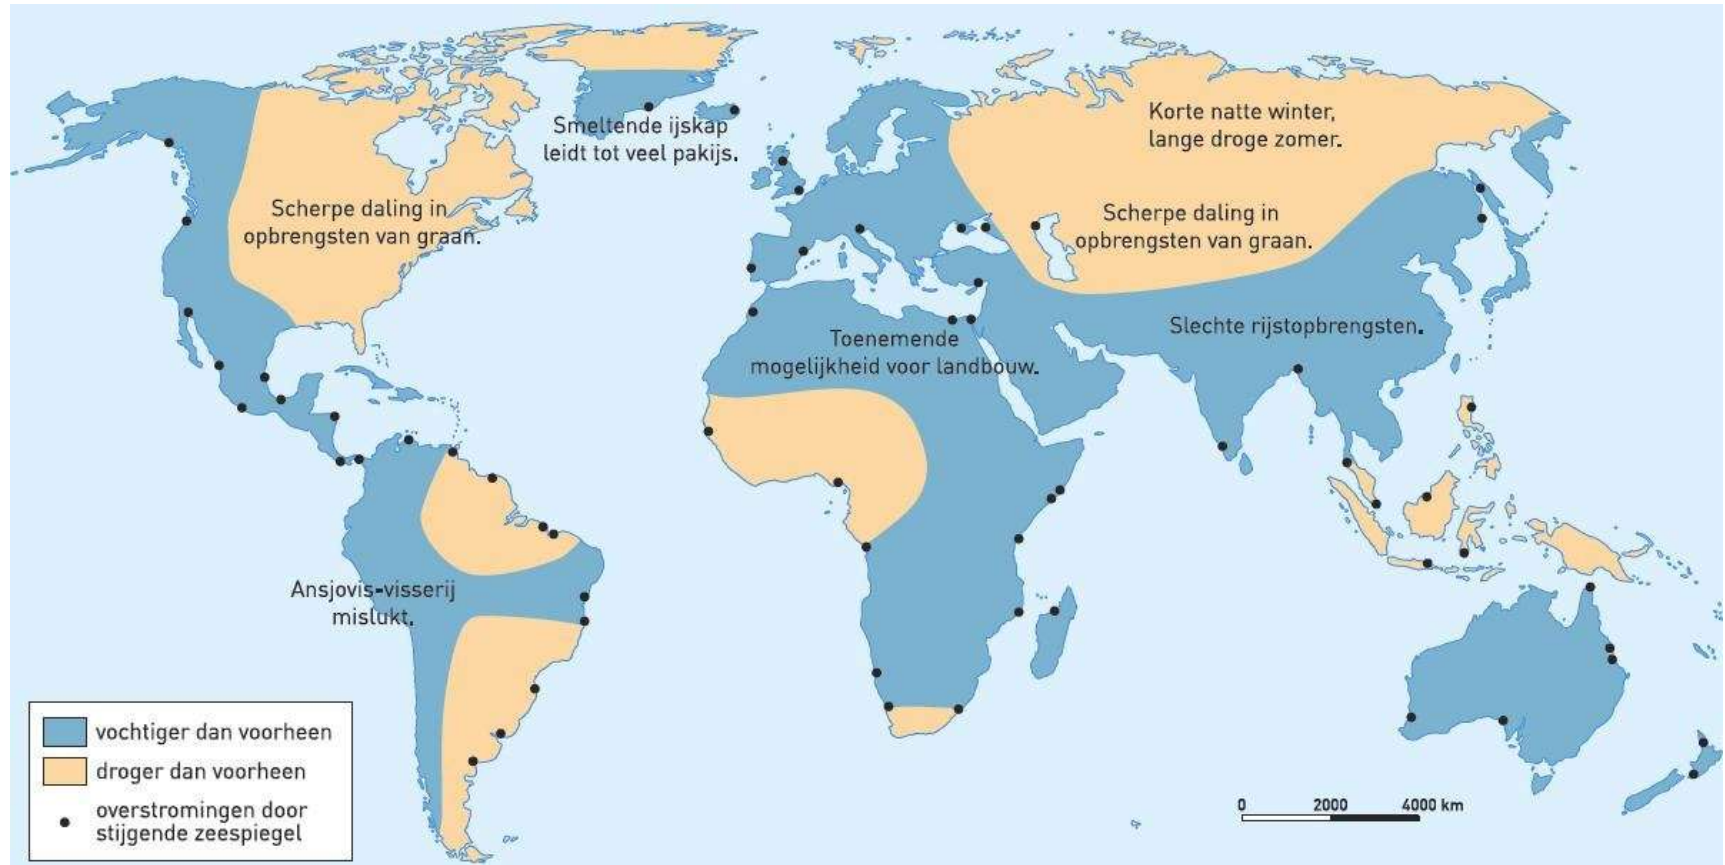 Korte natte winter,
lange droge zomer.
Smeltende ijskap
leidt tot veel pakijs.
Scherpe daling in
opbrengsten van graan.
Scherpe daling in
opbrengsten van graan.
Toenemende
mogelijkheid voor landbouw.
Slechte rijstopbrengsten.
Ansjovis-visserij
mislukt.
vochtiger dan voorheen
droger dan voorheen
overstromingen door
stijgende zeespiegel
0 2000 4000 km